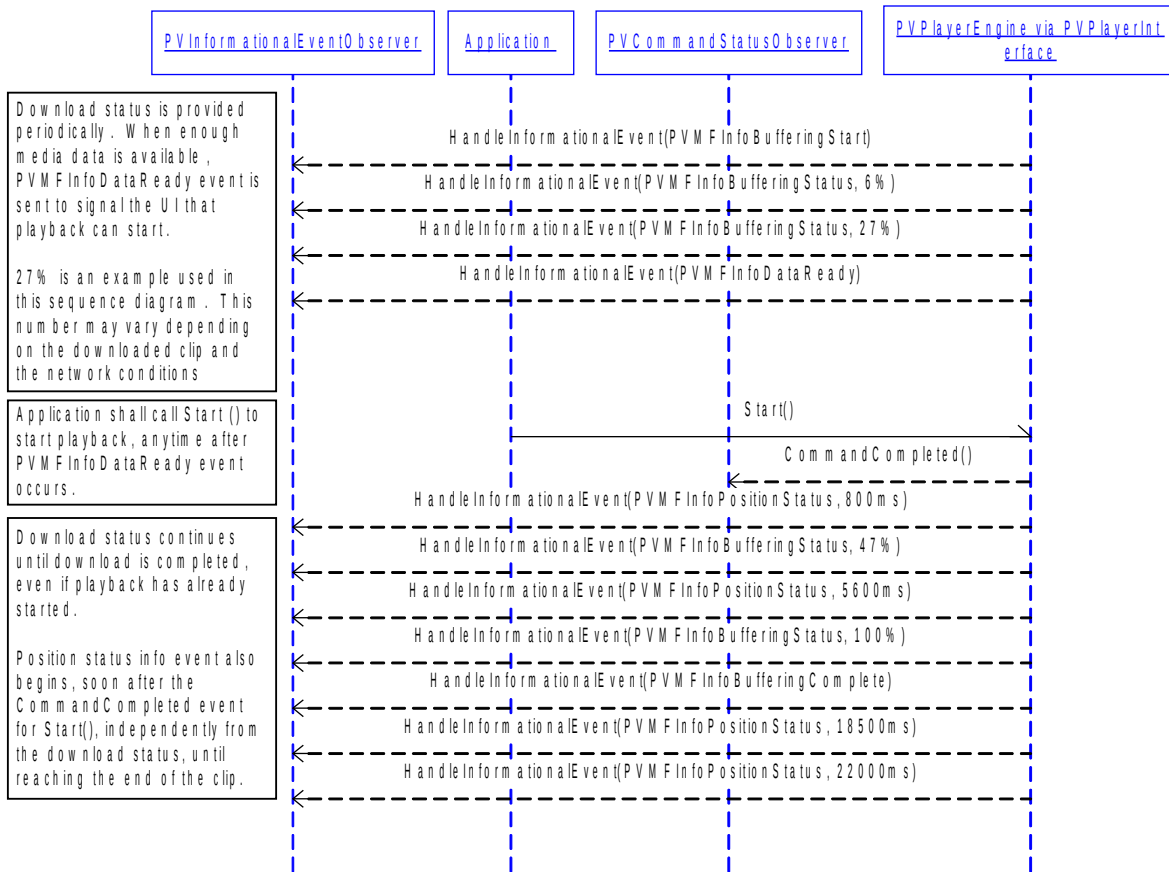 PVInformationalEventObserver
Application
PVCommandStatusObserver
PVPlayerEngine via PVPlayerInt
erface
Download status is provided
periodically. When enough
media data is available,
PVMFInfoDataReady event is
sent to signal the UI that
playback can start.
27% is an example used in
this sequence diagram. This
number may vary depending
on the downloaded clip and
the network conditions
HandleInformationalEvent(PVMFInfoBufferingStart)
HandleInformationalEvent(PVMFInfoBufferingStatus, 6%)
HandleInformationalEvent(PVMFInfoBufferingStatus, 27%)
HandleInformationalEvent(PVMFInfoDataReady)
Application shall call Start () to
start playback, anytime after
PVMFInfoDataReady event
occurs.
Start()
CommandCompleted()
Download status continues
until download is completed,
even if playback has already
started.
Position status info event also
begins, soon after the
CommandCompleted event
for Start(), independently from
the download status, until
reaching the end of the clip.
HandleInformationalEvent(PVMFInfoPositionStatus, 800ms)
HandleInformationalEvent(PVMFInfoBufferingStatus, 47%)
HandleInformationalEvent(PVMFInfoPositionStatus, 5600ms)
HandleInformationalEvent(PVMFInfoBufferingStatus, 100%)
HandleInformationalEvent(PVMFInfoBufferingComplete)
HandleInformationalEvent(PVMFInfoPositionStatus, 18500ms)
HandleInformationalEvent(PVMFInfoPositionStatus, 22000ms)